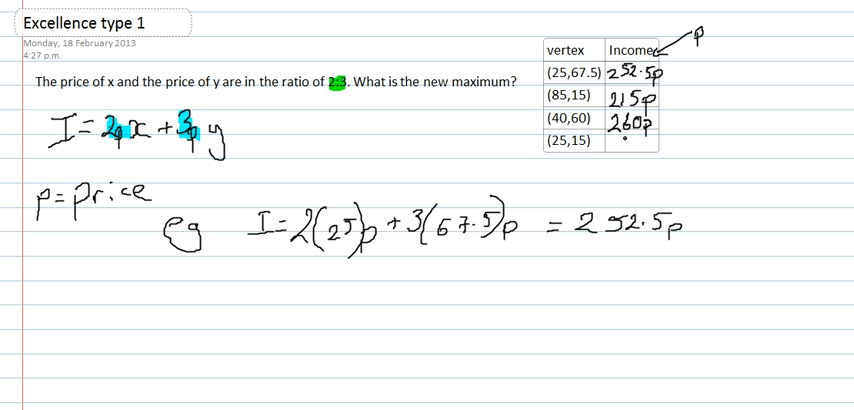 Excellence type 1
Monday, 18 February 2013
4:27 p.m.
The price of x and the price of y are in the ratio of 2:3. What is the new maximum?
I = 2px + 3py
p = price
eg I = 2(25)p + 3(67.5)p = 252.5p
p
vertex Income
(25,67.5) 252.5p
(85,15) 215p
(40,60) 260p
(25,15)